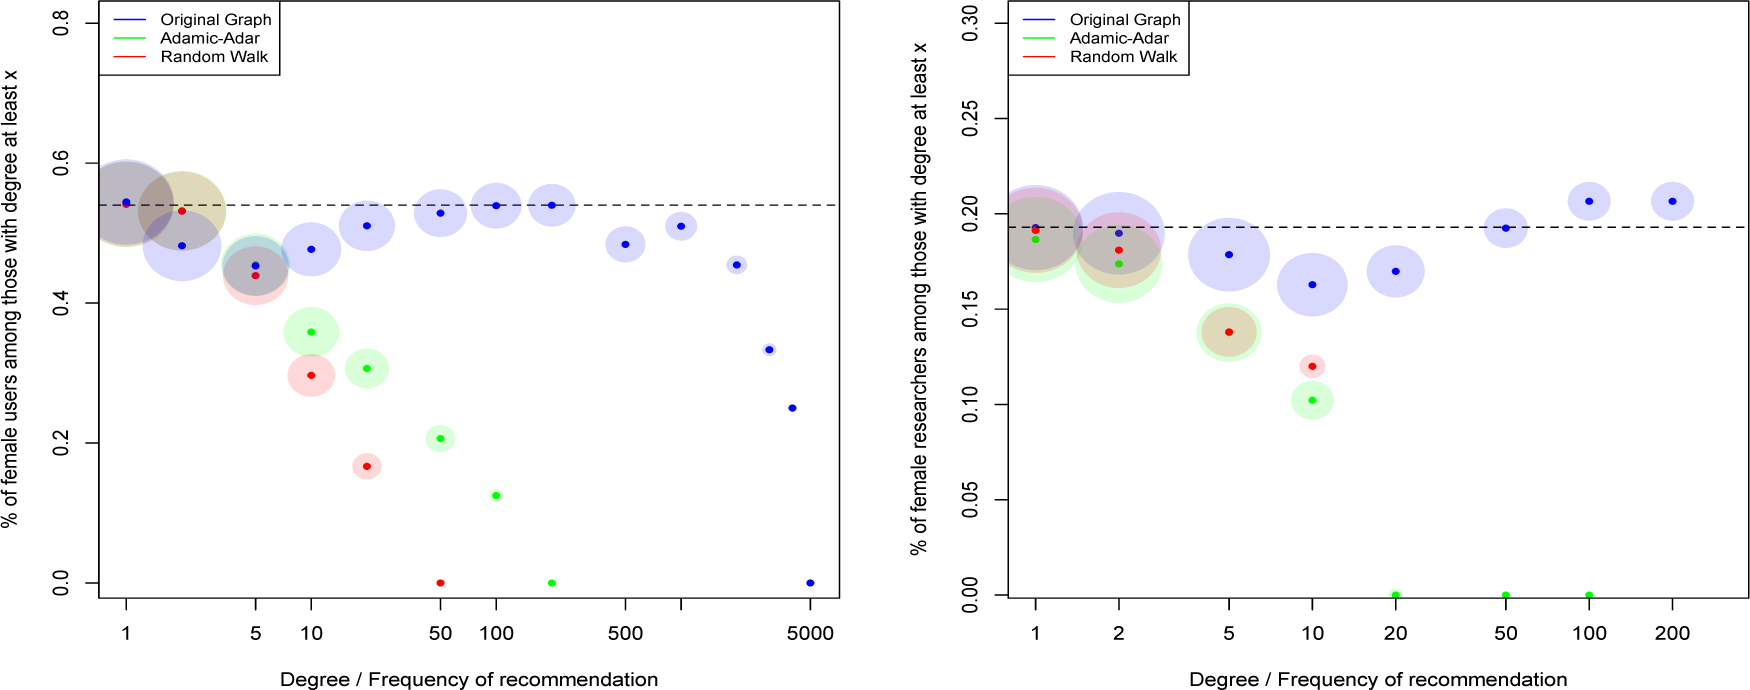 % of female users among those with degree at least x
0.8
0.6
0.4
0.2
0.0
Original Graph
Adamic-Adar
Random Walk
1 5 10 50 100 500 5000
Degree / Frequency of recommendation
% of female researchers among those with degree at least x
0.30
0.25
0.20
0.15
0.10
0.05
0.00
Original Graph
Adamic-Adar
Random Walk
1 2 5 10 20 50 100 200
Degree / Frequency of recommendation